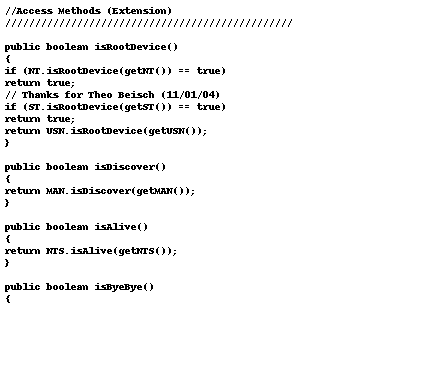 //Access Methods (Extension)
////////////////////////////////////////////////
public boolean isRootDevice()
{
if (NT.isRootDevice(getNT()) == true)
return true;
// Thanks for Theo Beisch (11/01/04)
if (ST.isRootDevice(getST()) == true)
return true;
return USN.isRootDevice(getUSN());
}
public boolean isDiscover()
{
return MAN.isDiscover(getMAN());
}
public boolean isAlive()
{
return NTS.isAlive(getNTS());
}
public boolean isByeBye()
{